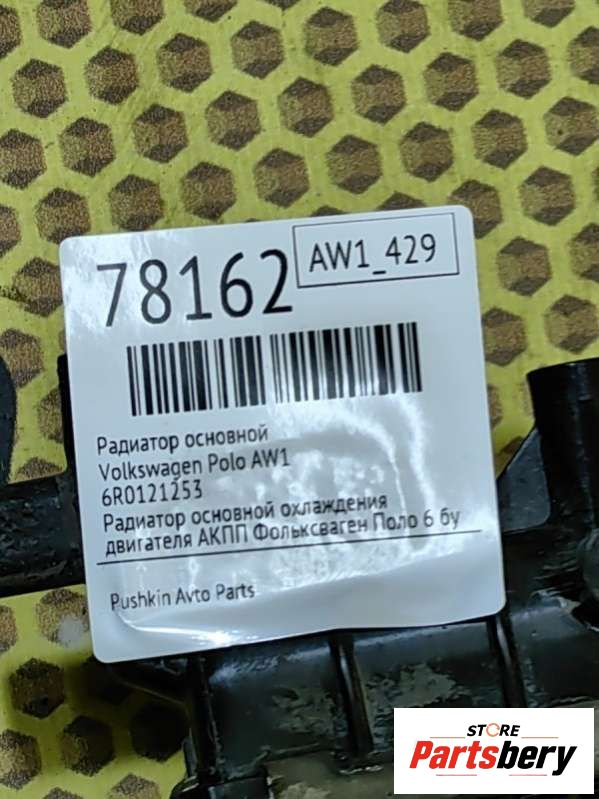 78162
AW1_429
Радиатор основной
Volkswagen Polo AW1
6R0121253
Радиатор основной охлаждения
двигателя АКПП Фольксваген Поло 6 бу
Pushkin Avto Parts
STORE
Partsbery